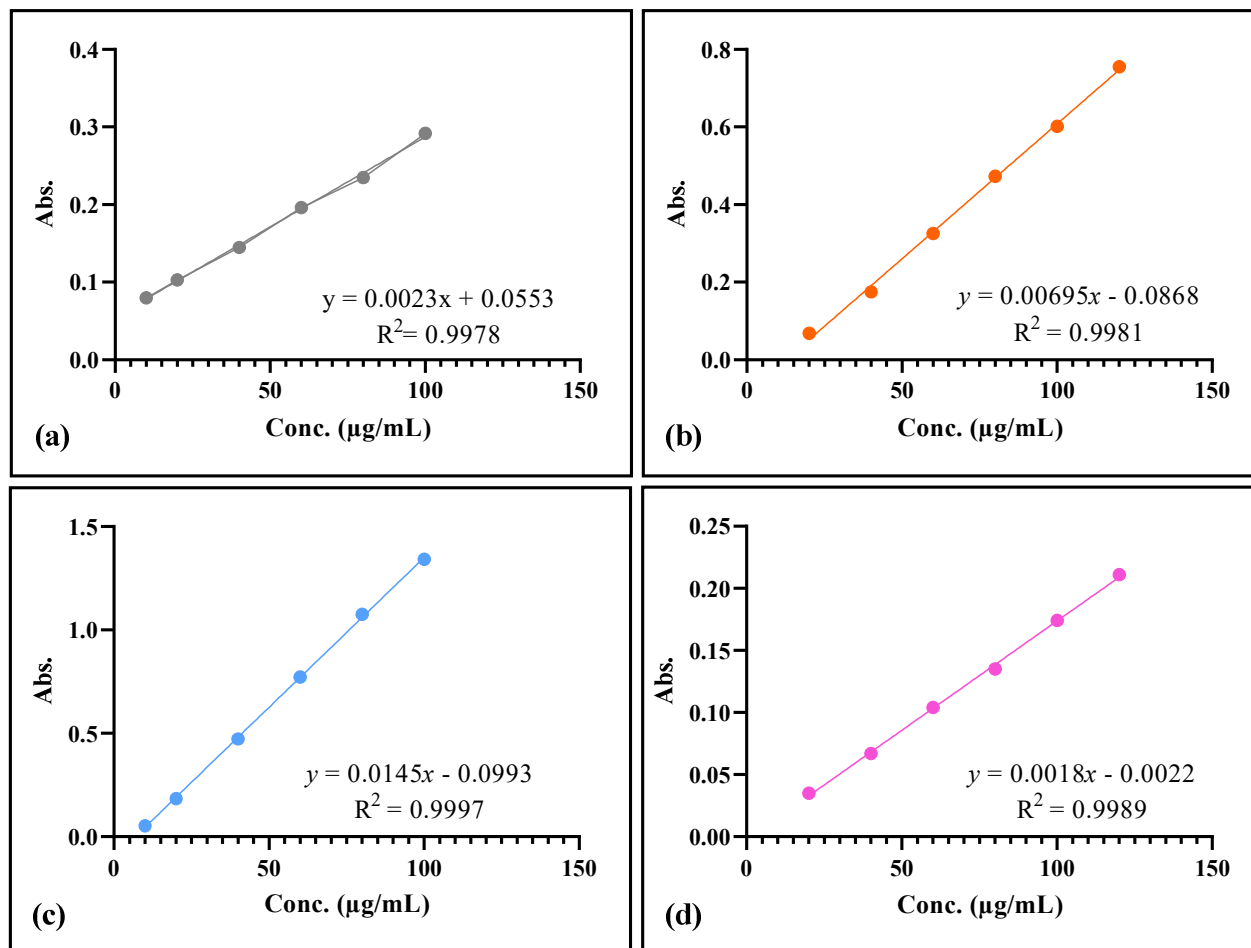 0.4
0.3
0.2
0.1
0.0
Abs.
y = 0.0023x + 0.0553
R²= 0.9978
0
50
100
150
Conc. (µg/mL)
(a)
0.8
0.6
0.4
0.2
0.0
Abs.
y = 0.00695x - 0.0868
R² = 0.9981
0
50
100
150
Conc. (µg/mL)
(b)
1.5
1.0
0.5
0.0
Abs.
y = 0.0145x - 0.0993
R² = 0.9997
0
50
100
150
Conc. (µg/mL)
(c)
0.25
0.20
0.15
0.10
0.05
0.00
Abs.
y = 0.0018x - 0.0022
R² = 0.9989
0
50
100
150
Conc. (µg/mL)
(d)